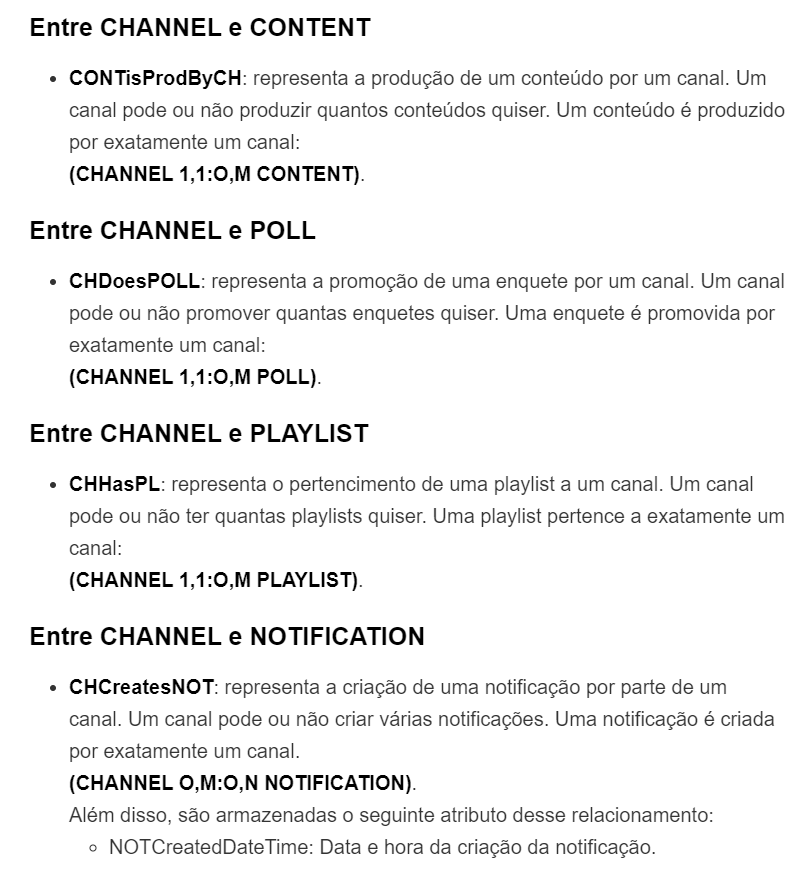 Entre CHANNEL e CONTENT
• CONTisProdByCH: representa a produção de um conteúdo por um canal. Um
canal pode ou não produzir quantos conteúdos quiser. Um conteúdo é produzido
por exatamente um canal:
(CHANNEL 1,1:O,M CONTENT).
Entre CHANNEL e POLL
• CHDoesPOLL: representa a promoção de uma enquete por um canal. Um canal
pode ou não promover quantas enquetes quiser. Uma enquete é promovida por
exatamente um canal:
(CHANNEL 1,1:O,M POLL).
Entre CHANNEL e PLAYLIST
• CHHasPL: representa o pertencimento de uma playlist a um canal. Um canal
pode ou não ter quantas playlists quiser. Uma playlist pertence a exatamente um
canal:
(CHANNEL 1,1:O,M PLAYLIST).
Entre CHANNEL e NOTIFICATION
• CHCreatesNOT: representa a criação de uma notificação por parte de um
canal. Um canal pode ou não criar várias notificações. Uma notificação é criada
por exatamente um canal.
(CHANNEL O,M:O,N NOTIFICATION).
Além disso, são armazenadas o seguinte atributo desse relacionamento:
◦ NOTCreatedDateTime: Data e hora da criação da notificação.